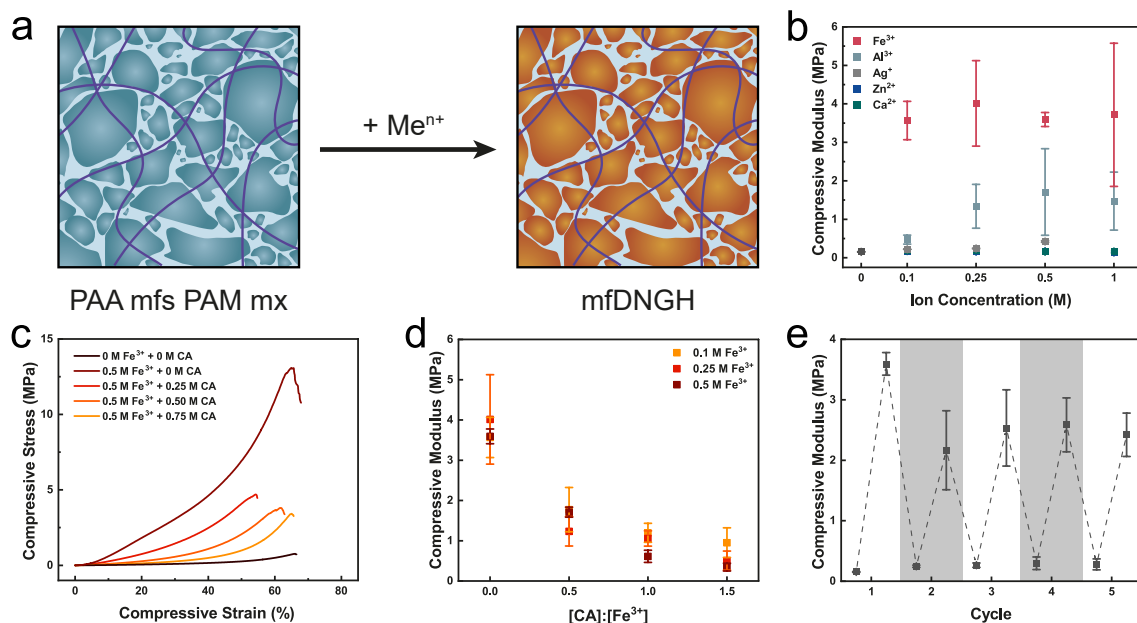 a
+ Meⁿ⁺
PAA mfs PAM mx
mfDNGH
b
Compressive Modulus (MPa)
6
5
4
3
2
1
0
Fe³⁺
Al³⁺
Ag⁺
Zn²⁺
Ca²⁺
0
0.1
0.25
0.5
1
Ion Concentration (M)
c
Compressive Stress (MPa)
15
10
5
0
0 M Fe³⁺ + 0 M CA
0.5 M Fe³⁺ + 0 M CA
0.5 M Fe³⁺ + 0.25 M CA
0.5 M Fe³⁺ + 0.50 M CA
0.5 M Fe³⁺ + 0.75 M CA
0
20
40
60
80
Compressive Strain (%)
d
Compressive Modulus (MPa)
6
5
4
3
2
1
0
0.1 M Fe³⁺
0.25 M Fe³⁺
0.5 M Fe³⁺
0.0
0.5
1.0
1.5
[CA]:[Fe³⁺]
e
Compressive Modulus (MPa)
4
3
2
1
0
1
2
3
4
5
Cycle